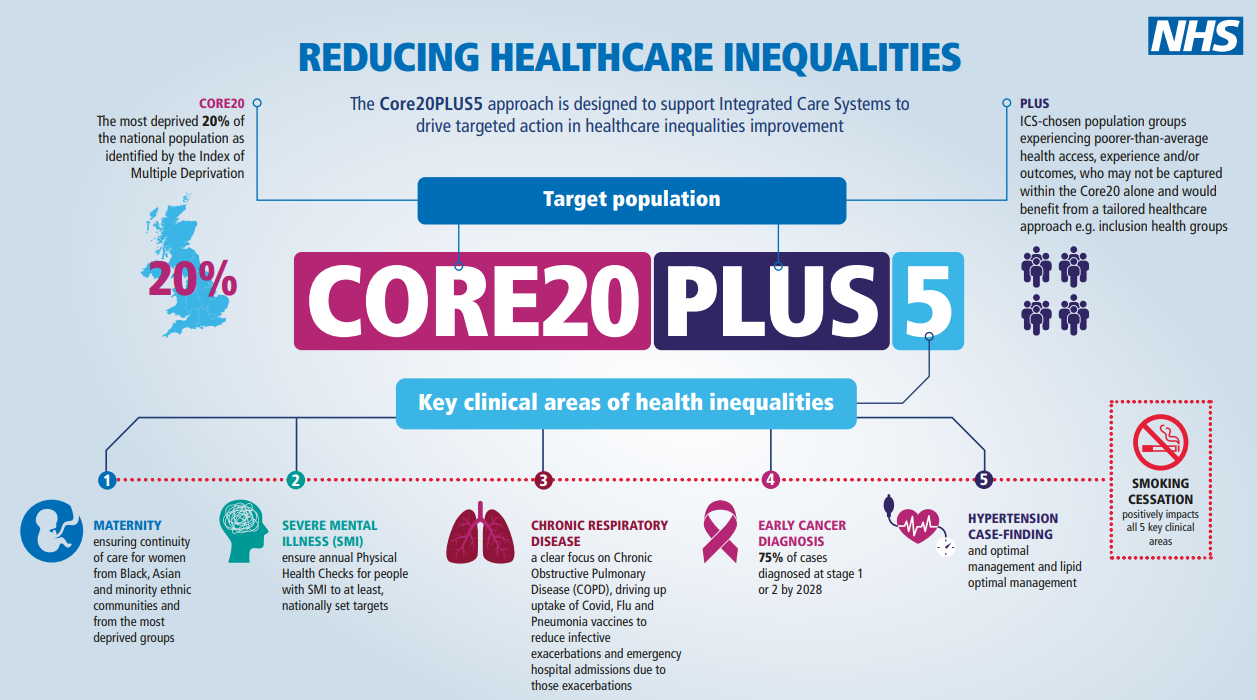 NHS
REDUCING HEALTHCARE INEQUALITIES
The Core20PLUS5 approach is designed to support Integrated Care Systems to
drive targeted action in healthcare inequalities improvement
CORE20
The most deprived 20% of
the national population as
identified by the Index of
Multiple Deprivation
20%
PLUS
ICS-chosen population groups
experiencing poorer-than-average
health access, experience and/or
outcomes, who may not be captured
within the Core20 alone and would
benefit from a tailored healthcare
approach e.g. inclusion health groups
Target population
CORE20 PLUS 5
Key clinical areas of health inequalities
1
MATERNITY
ensuring continuity
of care for women
from Black, Asian
and minority ethnic
communities and
from the most
deprived groups
2
SEVERE MENTAL
ILLNESS (SMI)
ensure annual Physical
Health Checks for people
with SMI to at least,
nationally set targets
3
CHRONIC RESPIRATORY
DISEASE
a clear focus on Chronic
Obstructive Pulmonary
Disease (COPD), driving up
uptake of Covid, Flu and
Pneumonia vaccines to
reduce infective
exacerbations and emergency
hospital admissions due to
those exacerbations
4
EARLY CANCER
DIAGNOSIS
75% of cases
diagnosed at stage 1
or 2 by 2028
5
HYPERTENSION
CASE-FINDING
and optimal
management and lipid
optimal management
SMOKING
CESSATION
positively impacts
all 5 key clinical
areas